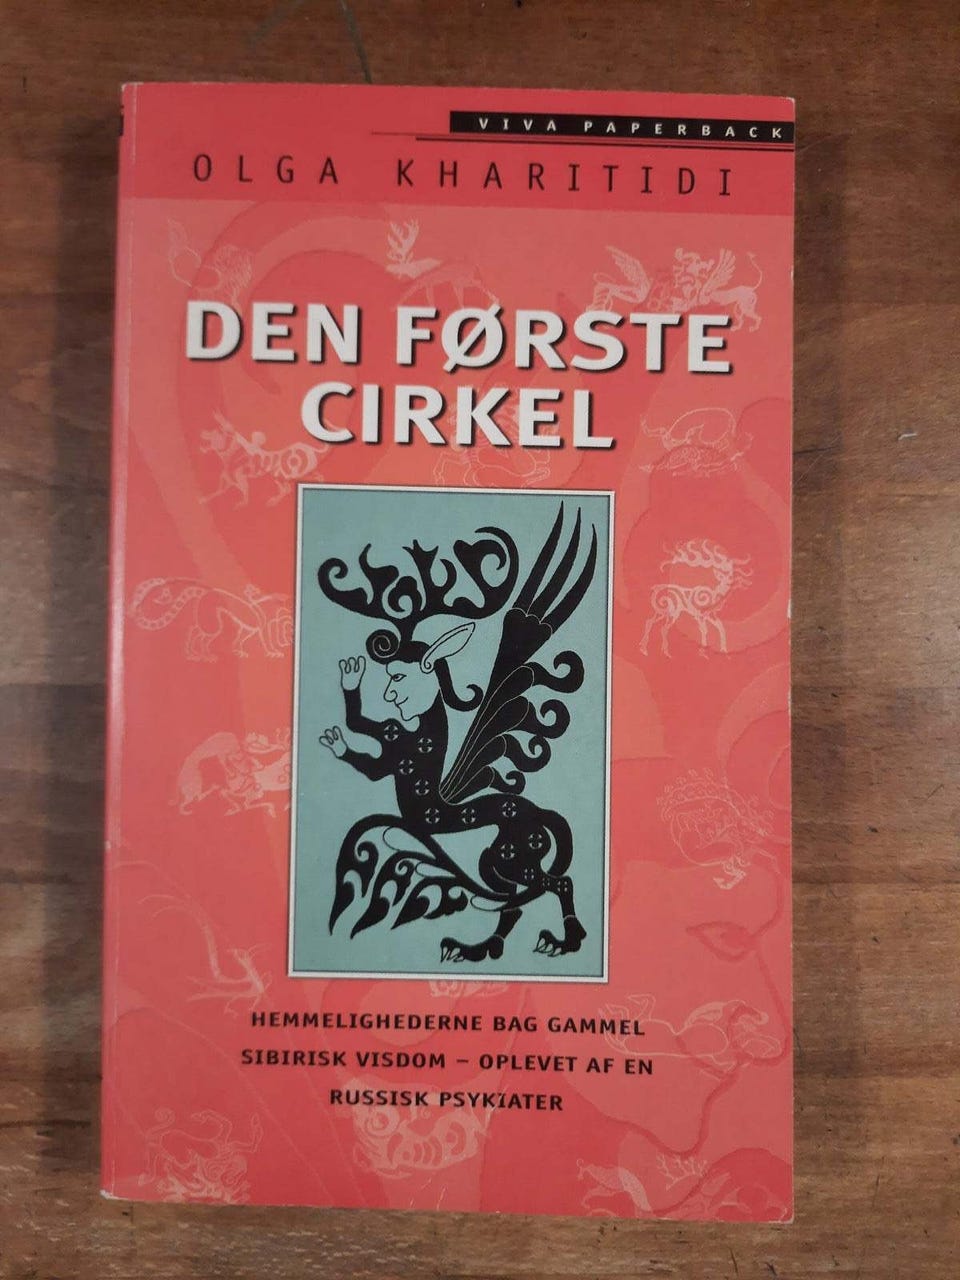 VIVA PAPERBACK
OLGA KHARITIDI
DEN FØRSTE
CIRKEL
HEMMELIGHEDERNE BAG GAMMEL
SIBIRISK VISDOM – OPLEVET AF EN
RUSSISK PSYKIATER